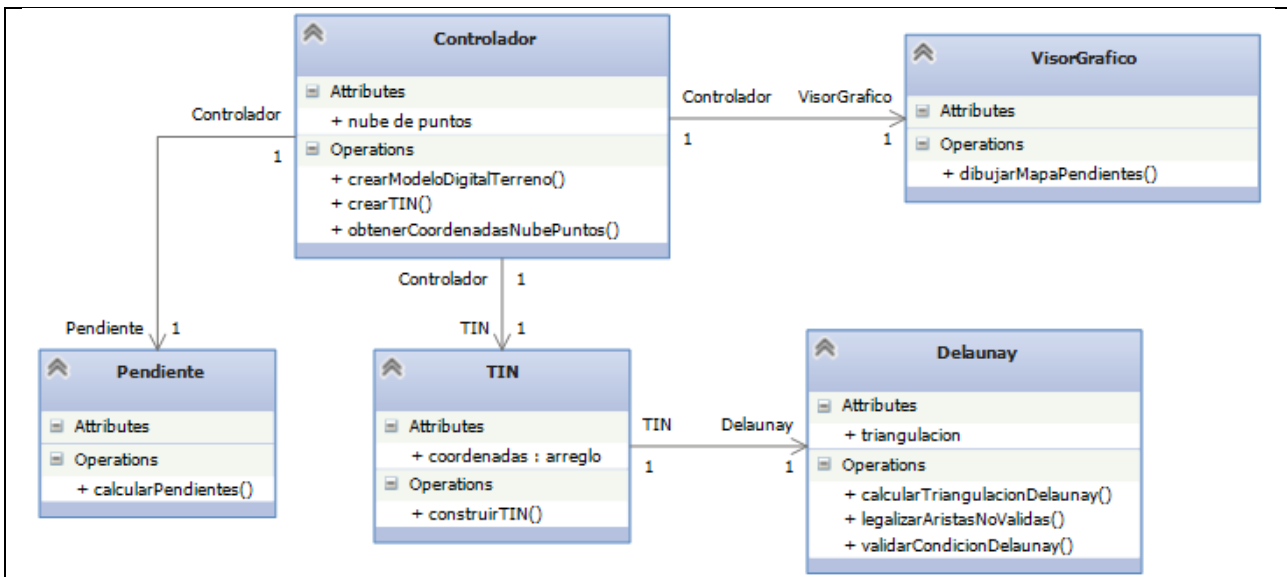 Controlador
Attributes
+ nube de puntos
Operations
+ crearModeloDigitalTerreno()
+ crearTIN()
+ obtenerCoordenadasNubePuntos()
Controlador
1
Controlador VisorGrafico
1 1
VisorGrafico
Attributes
Operations
+ dibujarMapaPendientes()
Controlador 1
Pendiente 1
TIN 1
Pendiente
Attributes
Operations
+ calcularPendientes()
TIN
Attributes
+ coordenadas : arreglo
Operations
+ construirTIN()
TIN Delaunay
1 1
Delaunay
Attributes
+ triangulacion
Operations
+ calcularTriangulacionDelaunay()
+ legalizarAristasNoValidas()
+ validarCondicionDelaunay()